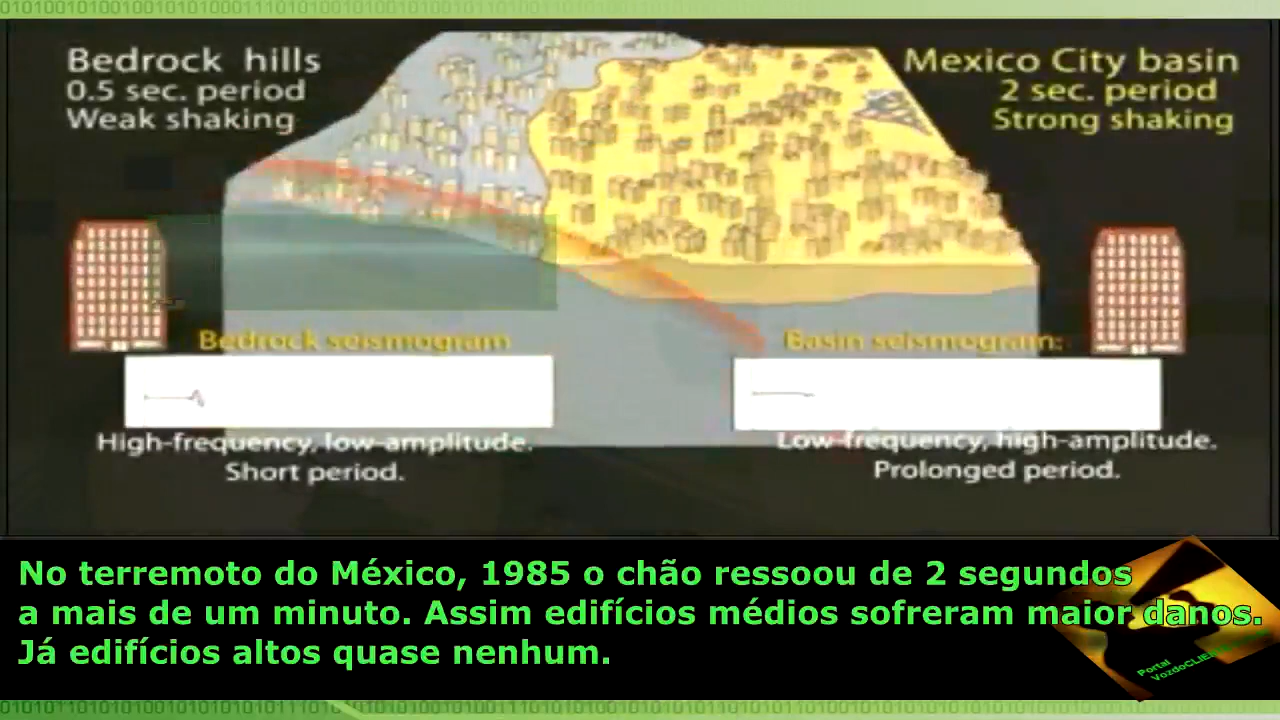 Bedrock hills
0.5 sec. period
Weak shaking
Mexico City basin
2 sec. period
Strong shaking
Bedrock seismogram
Basin seismogram:
High-frequency, low-amplitude.
Short period.
Low-frequency, high-amplitude.
Prolonged period.
No terremoto do México, 1985 o chão ressoou de 2 segundos
a mais de um minuto. Assim edifícios médios sofreram maior danos.
Já edifícios altos quase nenhum.
Portal